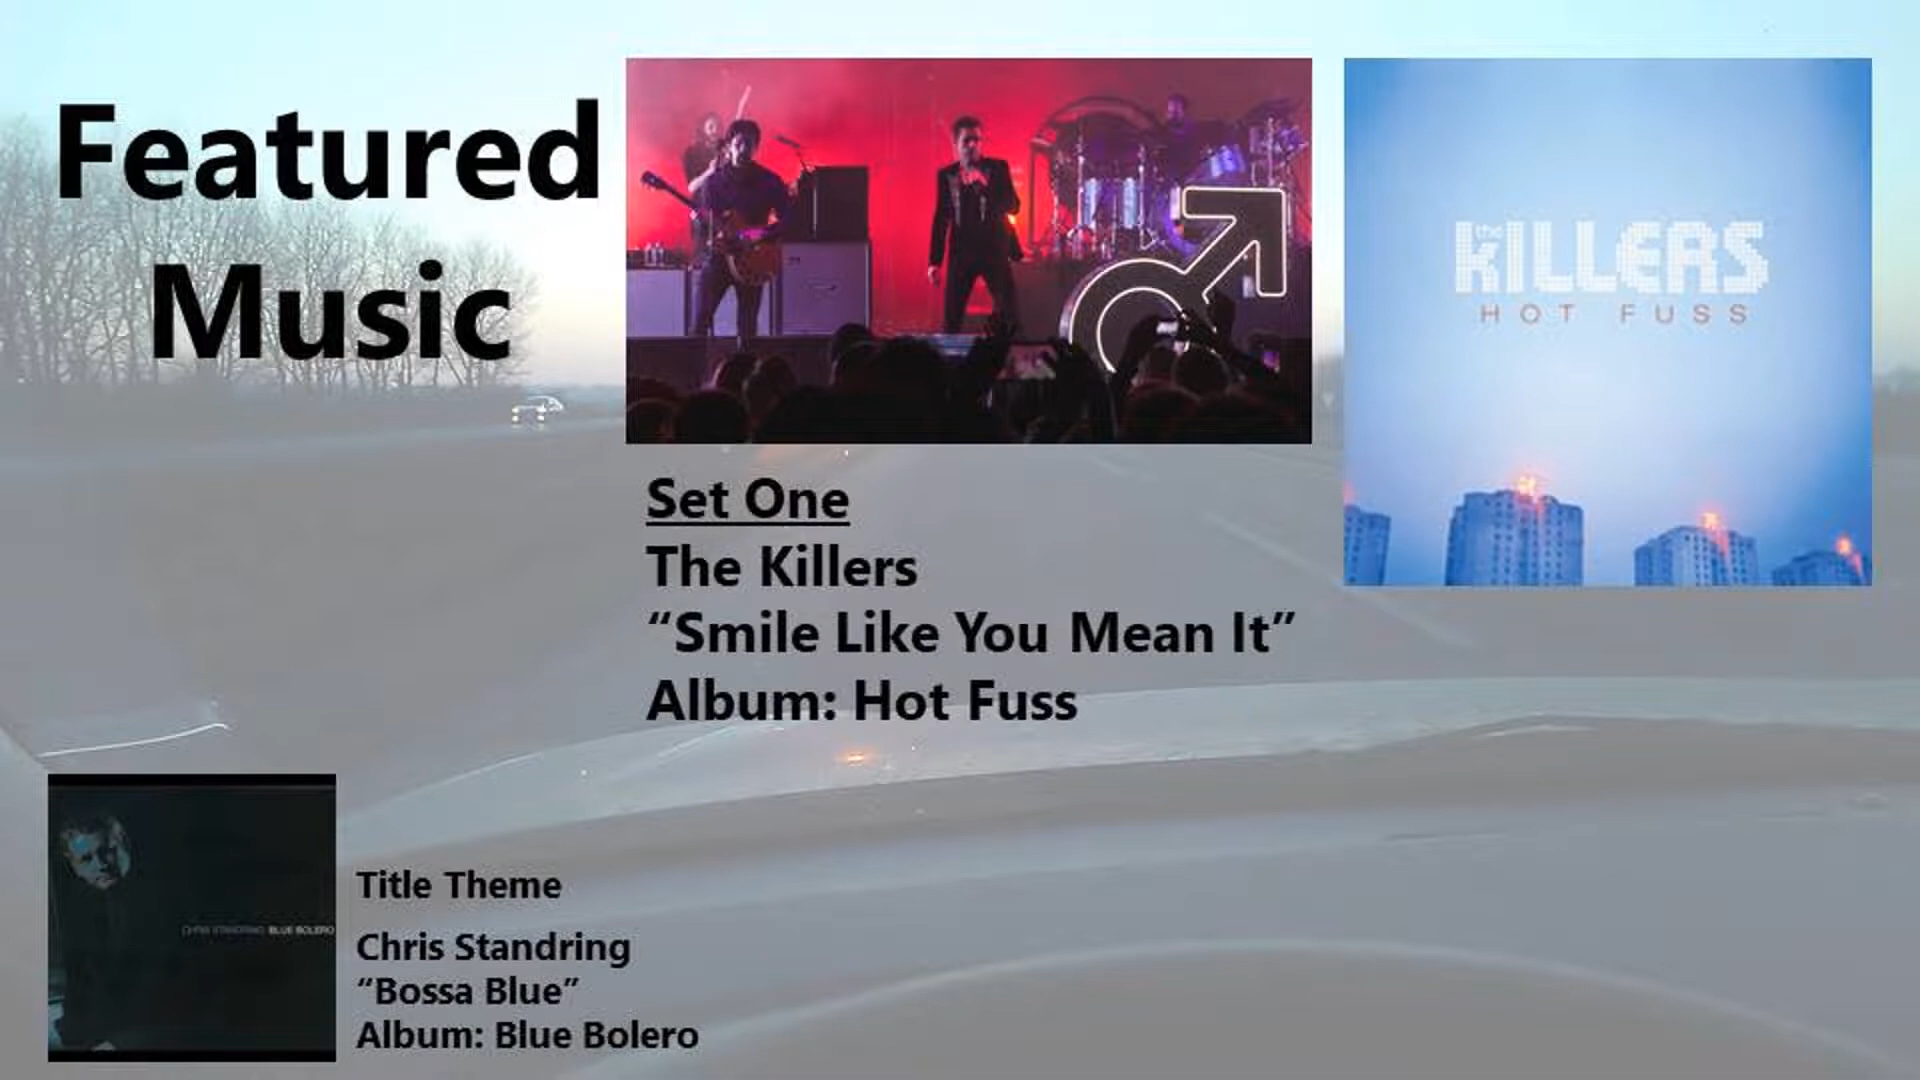 Featured
Music
the
KILLERS
HOT FUSS
Set One
The Killers
“Smile Like You Mean It”
Album: Hot Fuss
CHRIS STANDRING BLUE BOLERO
Title Theme
Chris Standring
“Bossa Blue”
Album: Blue Bolero